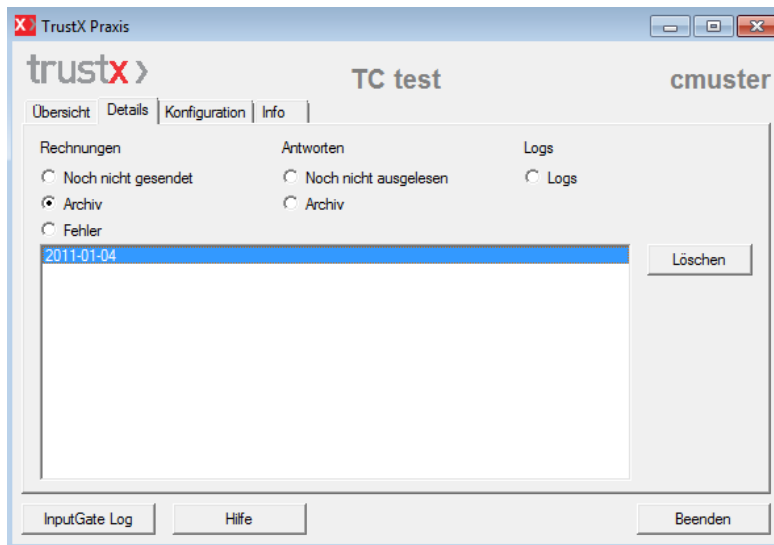 TrustX Praxis
trustx
TC test
cmuster
Übersicht
Details
Konfiguration
Info
Rechnungen
Antworten
Logs
Noch nicht gesendet
Noch nicht ausgelesen
Logs
Archiv
Archiv
Fehler
2011-01-04
Löschen
InputGate Log
Hilfe
Beenden